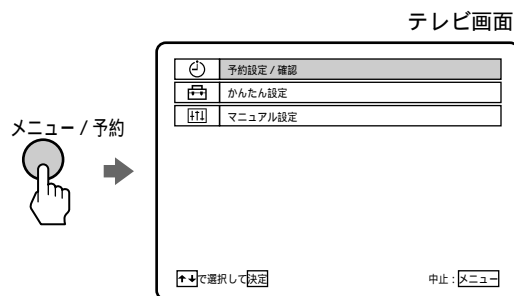 テレビ画面
メニュー / 予約
予約設定 / 確認
かんたん設定
マニュアル設定
↑↓で選択して決定
中止 : メニュー